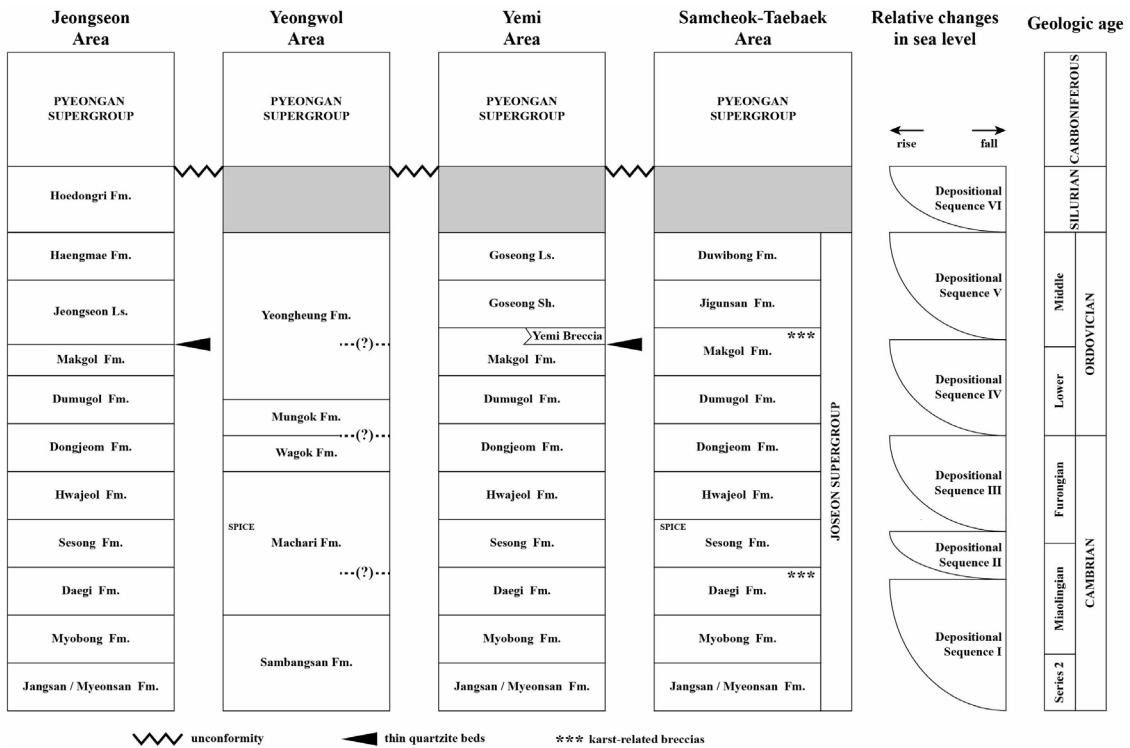 Jeongseon
Area
Yeongwol
Area
Yemi
Area
Samcheok-Taebaek
Area
Relative changes
in sea level
Geologic age
PYEONGAN
SUPERGROUP
Hoedongri Fm.
Haengmae Fm.
Jeongseon Ls.
Makgol Fm.
Dumugol Fm.
Dongjeom Fm.
Hwajeol Fm.
Sesong Fm.
Daegi Fm.
Myobong Fm.
Jangsan / Myeonsan Fm.
PYEONGAN
SUPERGROUP
Yeongheung Fm.
(?)
Mungok Fm.
(?)
Wagok Fm.
SPICE
Machari Fm.
(?)
Sambangsan Fm.
PYEONGAN
SUPERGROUP
Goseong Ls.
Goseong Sh.
Yemi Breccia
Makgol Fm.
Dumugol Fm.
Dongjeom Fm.
Hwajeol Fm.
Sesong Fm.
Daegi Fm.
Myobong Fm.
Jangsan / Myeonsan Fm.
PYEONGAN
SUPERGROUP
Duwibong Fm.
Jigunsan Fm.
***
Makgol Fm.
Dumugol Fm.
Dongjeom Fm.
Hwajeol Fm.
SPICE
Sesong Fm.
***
Daegi Fm.
Myobong Fm.
Jangsan / Myeonsan Fm.
JOSEON SUPERGROUP
rise
fall
Depositional
Sequence VI
Depositional
Sequence V
Depositional
Sequence IV
Depositional
Sequence III
Depositional
Sequence II
Depositional
Sequence I
CARBONIFEROUS
SILURIAN
Middle
Lower
ORDOVICIAN
Furongian
Miaolingian
Series 2
CAMBRIAN
unconformity
thin quartzite beds
*** karst-related breccias